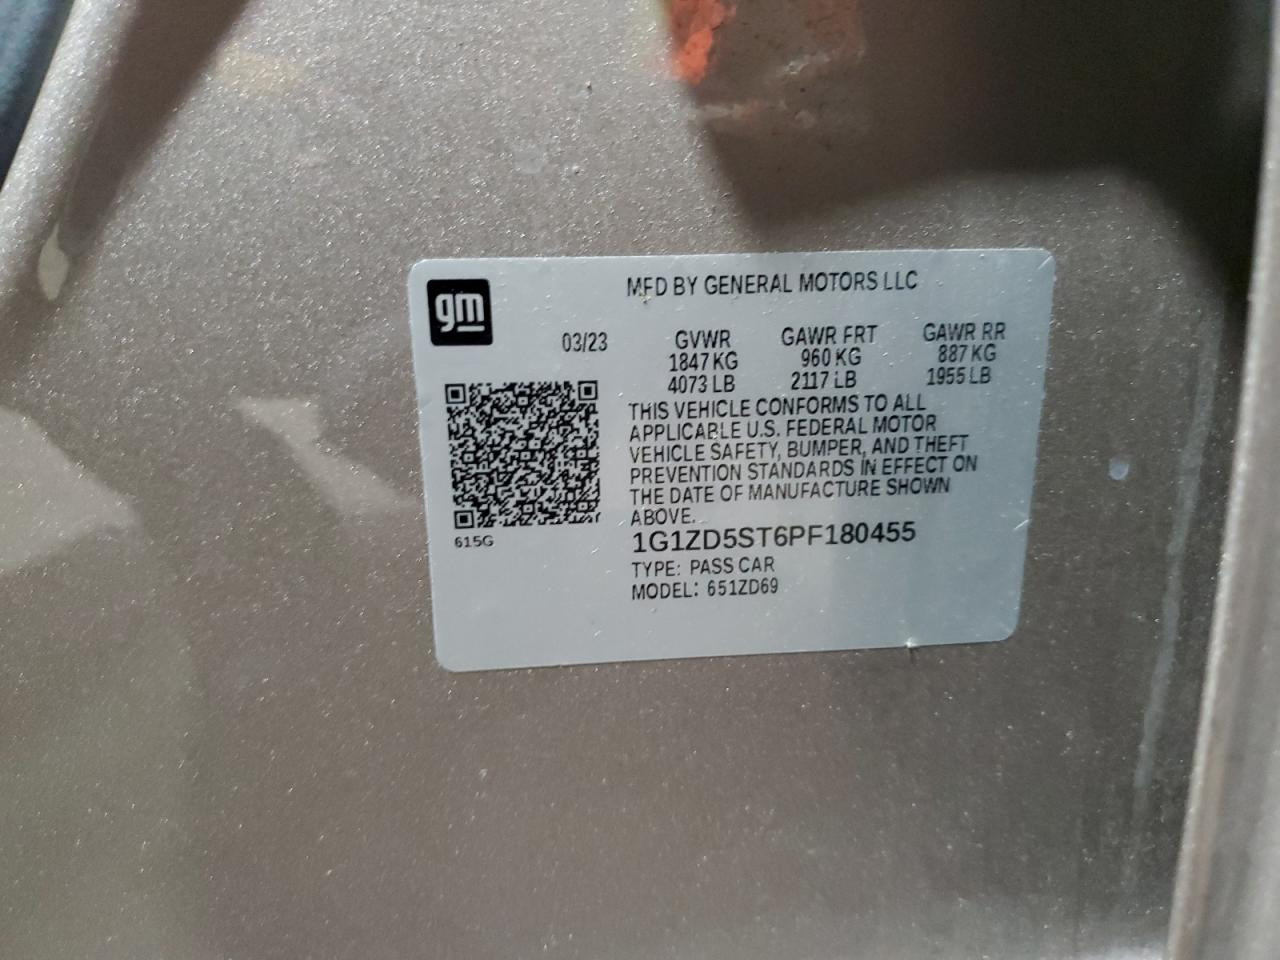 gm
MFD BY GENERAL MOTORS LLC
03/23 GVWR GAWR FRT GAWR RR
1847 KG 960 KG 887 KG
4073 LB 2117 LB 1955 LB
THIS VEHICLE CONFORMS TO ALL
APPLICABLE U.S. FEDERAL MOTOR
VEHICLE SAFETY, BUMPER, AND THEFT
PREVENTION STANDARDS IN EFFECT ON
THE DATE OF MANUFACTURE SHOWN
ABOVE.
615G
1G1ZD5ST6PF180455
TYPE: PASS CAR
MODEL: 651ZD69